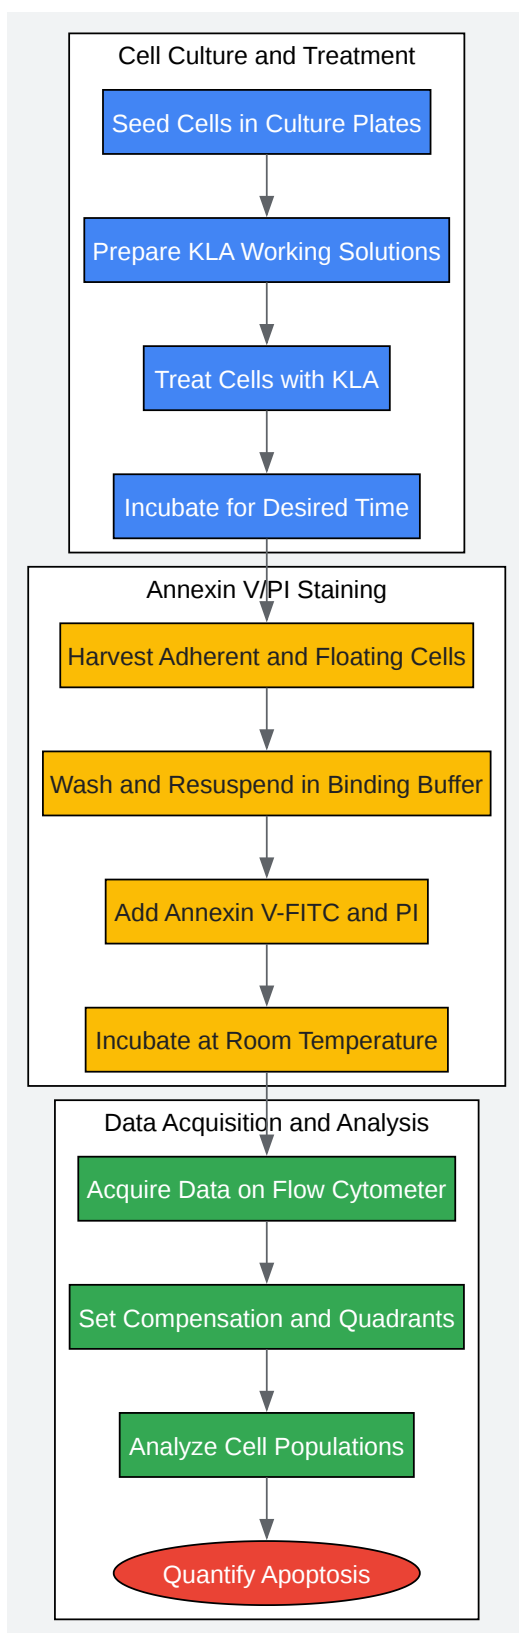 Cell Culture and Treatment
Seed Cells in Culture Plates
Prepare KLA Working Solutions
Treat Cells with KLA
Incubate for Desired Time
Annexin V/PI Staining
Harvest Adherent and Floating Cells
Wash and Resuspend in Binding Buffer
Add Annexin V-FITC and PI
Incubate at Room Temperature
Data Acquisition and Analysis
Acquire Data on Flow Cytometer
Set Compensation and Quadrants
Analyze Cell Populations
Quantify Apoptosis